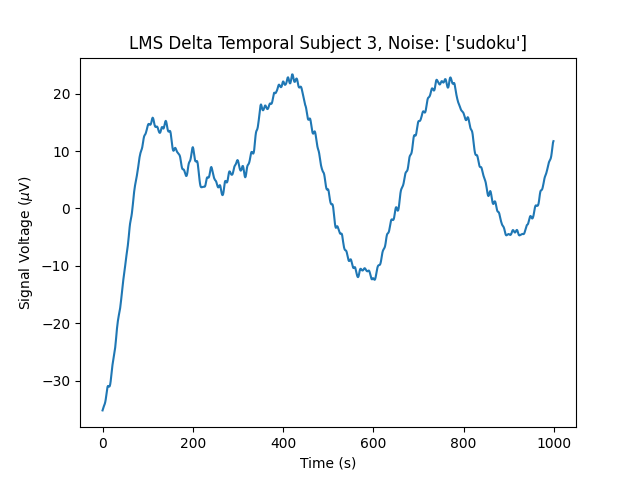 LMS Delta Temporal Subject 3, Noise: ['sudoku']
Signal Voltage (μV)
20
10
0
−10
−20
−30
0 200 400 600 800 1000
Time (s)